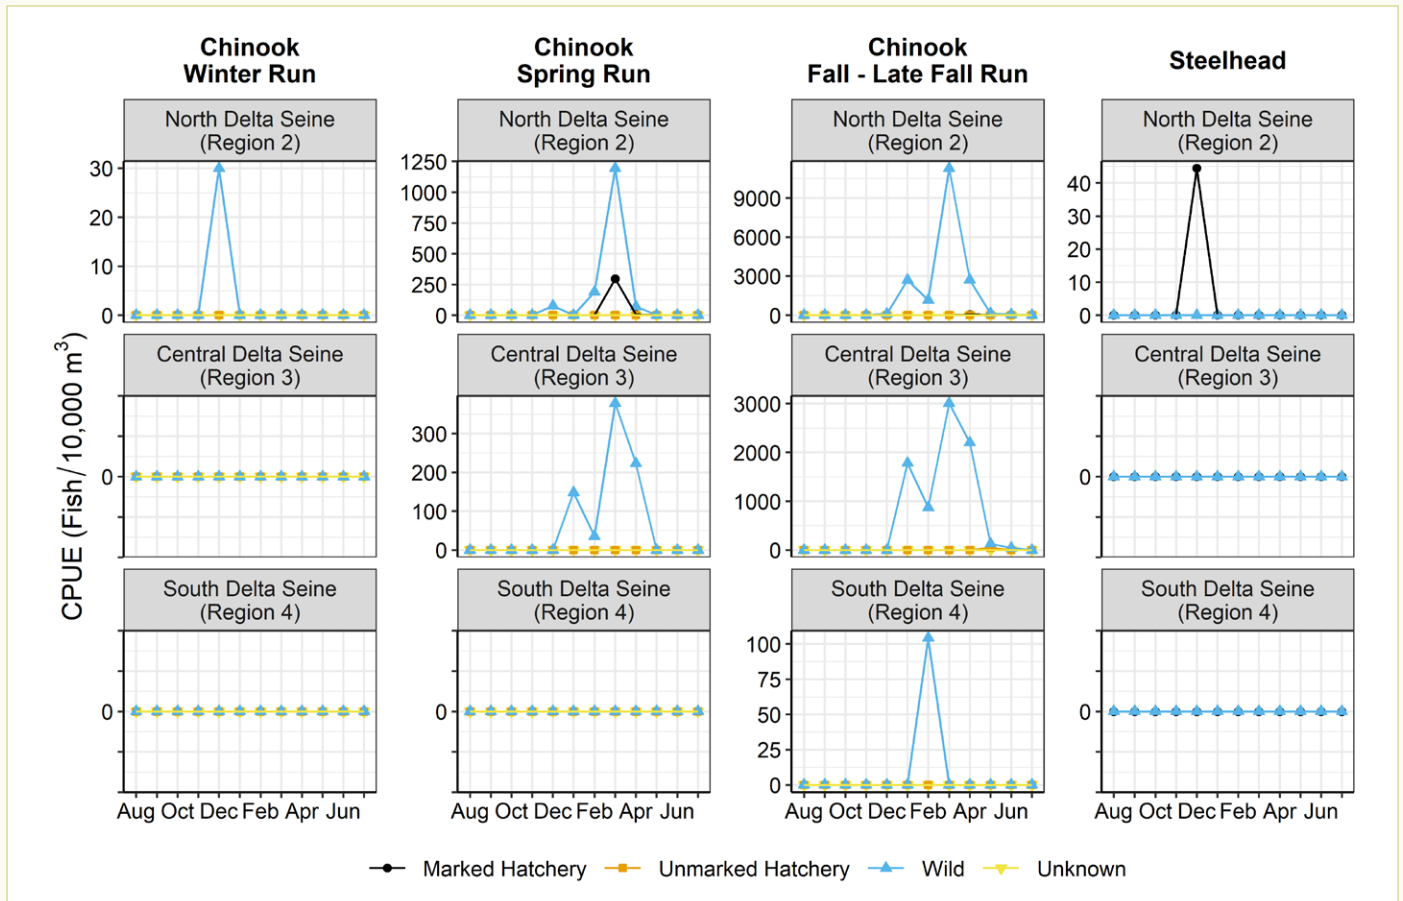 Chinook
Winter Run
Chinook
Spring Run
Chinook
Fall - Late Fall Run
Steelhead
North Delta Seine
(Region 2)
North Delta Seine
(Region 2)
North Delta Seine
(Region 2)
North Delta Seine
(Region 2)
30
20
10
0
1250
1000
750
500
250
0
9000
6000
3000
0
40
30
20
10
0
CPUE (Fish/10,000 m³)
Central Delta Seine
(Region 3)
Central Delta Seine
(Region 3)
Central Delta Seine
(Region 3)
Central Delta Seine
(Region 3)
0
300
200
100
0
3000
2000
1000
0
0
South Delta Seine
(Region 4)
South Delta Seine
(Region 4)
South Delta Seine
(Region 4)
South Delta Seine
(Region 4)
0
0
100
75
50
25
0
0
Aug Oct Dec Feb Apr Jun
Aug Oct Dec Feb Apr Jun
Aug Oct Dec Feb Apr Jun
Aug Oct Dec Feb Apr Jun
Marked Hatchery Unmarked Hatchery Wild Unknown